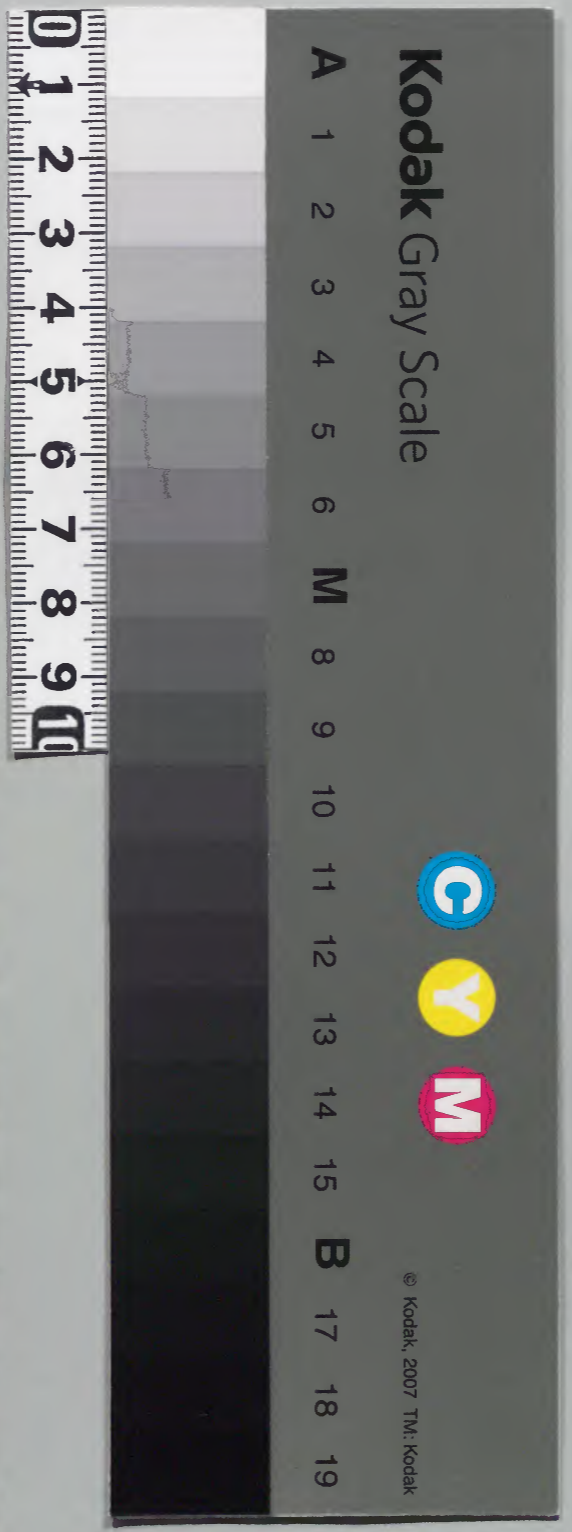 Kodak Gray Scale
C Y M
© Kodak, 2007 TM: Kodak
A 1 2 3 4 5 6 M 8 9 10 11 12 13 14 15 B 17 18 19
0 1 2 3 4 5 6 7 8 9 10